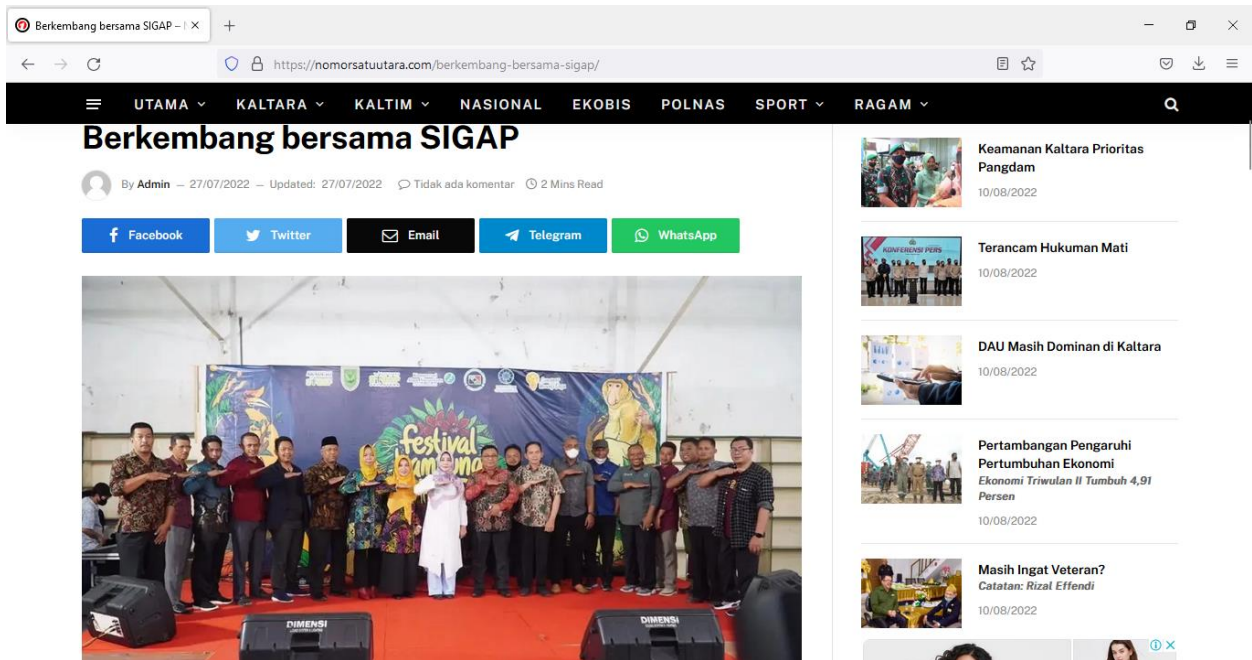 Berkembang bersama SIGAP –
https://nomorsatuutara.com/berkembang-bersama-sigap/
UTAMA KALTARA KALTIM NASIONAL EKOBIS POLNAS SPORT RAGAM
Berkembang bersama SIGAP
By Admin — 27/07/2022 — Updated: 27/07/2022 Tidak ada komentar 2 Mins Read
Facebook Twitter Email Telegram WhatsApp
festival
DIMENSI
DIMENSI
Keamanan Kaltara Prioritas
Pangdam
10/08/2022
KONFERENSI PERS
Terancam Hukuman Mati
10/08/2022
DAU Masih Dominan di Kaltara
10/08/2022
Pertambangan Pengaruhi
Pertumbuhan Ekonomi
Ekonomi Triwulan II Tumbuh 4,91
Persen
10/08/2022
Masih Ingat Veteran?
Catatan: Rizal Effendi
10/08/2022